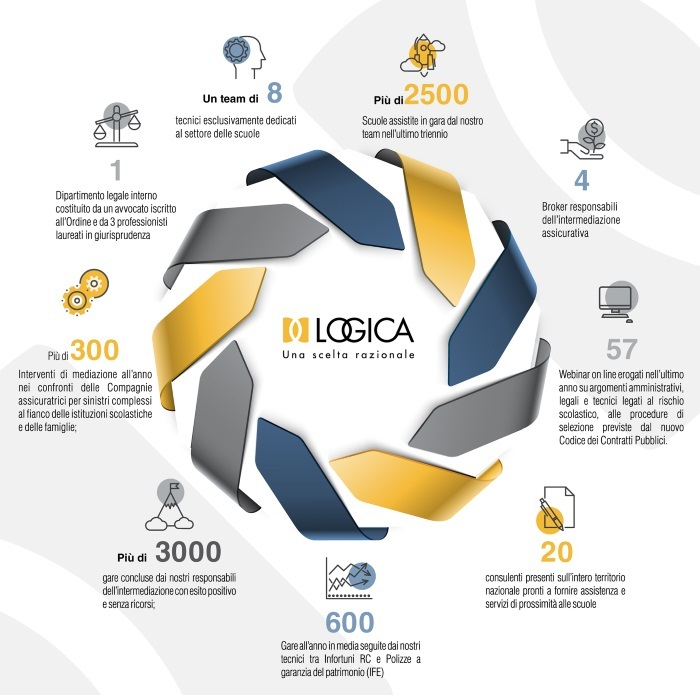 Un team di 8
tecnici esclusivamente dedicati
al settore delle scuole
Più di 2500
Scuole assistite in gara dal nostro
team nell'ultimo triennio
1
Dipartimento legale interno
costituito da un avvocato iscritto
all'Ordine e da 3 professionisti
laureati in giurisprudenza
4
Broker responsabili
dell'intermediazione
assicurativa
LOGICA
Una scelta razionale
Più di 300
Interventi di mediazione all'anno
nei confronti delle Compagnie
assicuratrici per sinistri complessi
al fianco delle istituzioni scolastiche
e delle famiglie;
57
Webinar on line erogati nell'ultimo
anno su argomenti amministrativi,
legali e tecnici legati al rischio
scolastico, alle procedure di
selezione previste dal nuovo
Codice dei Contratti Pubblici.
Più di 3000
gare concluse dai nostri responsabili
dell'intermediazione con esito positivo
e senza ricorsi;
20
consulenti presenti sull'intero territorio
nazionale pronti a fornire assistenza e
servizi di prossimità alle scuole
600
Gare all'anno in media seguite dai nostri
tecnici tra Infortuni RC e Polizze a
garanzia del patrimonio (IFE)